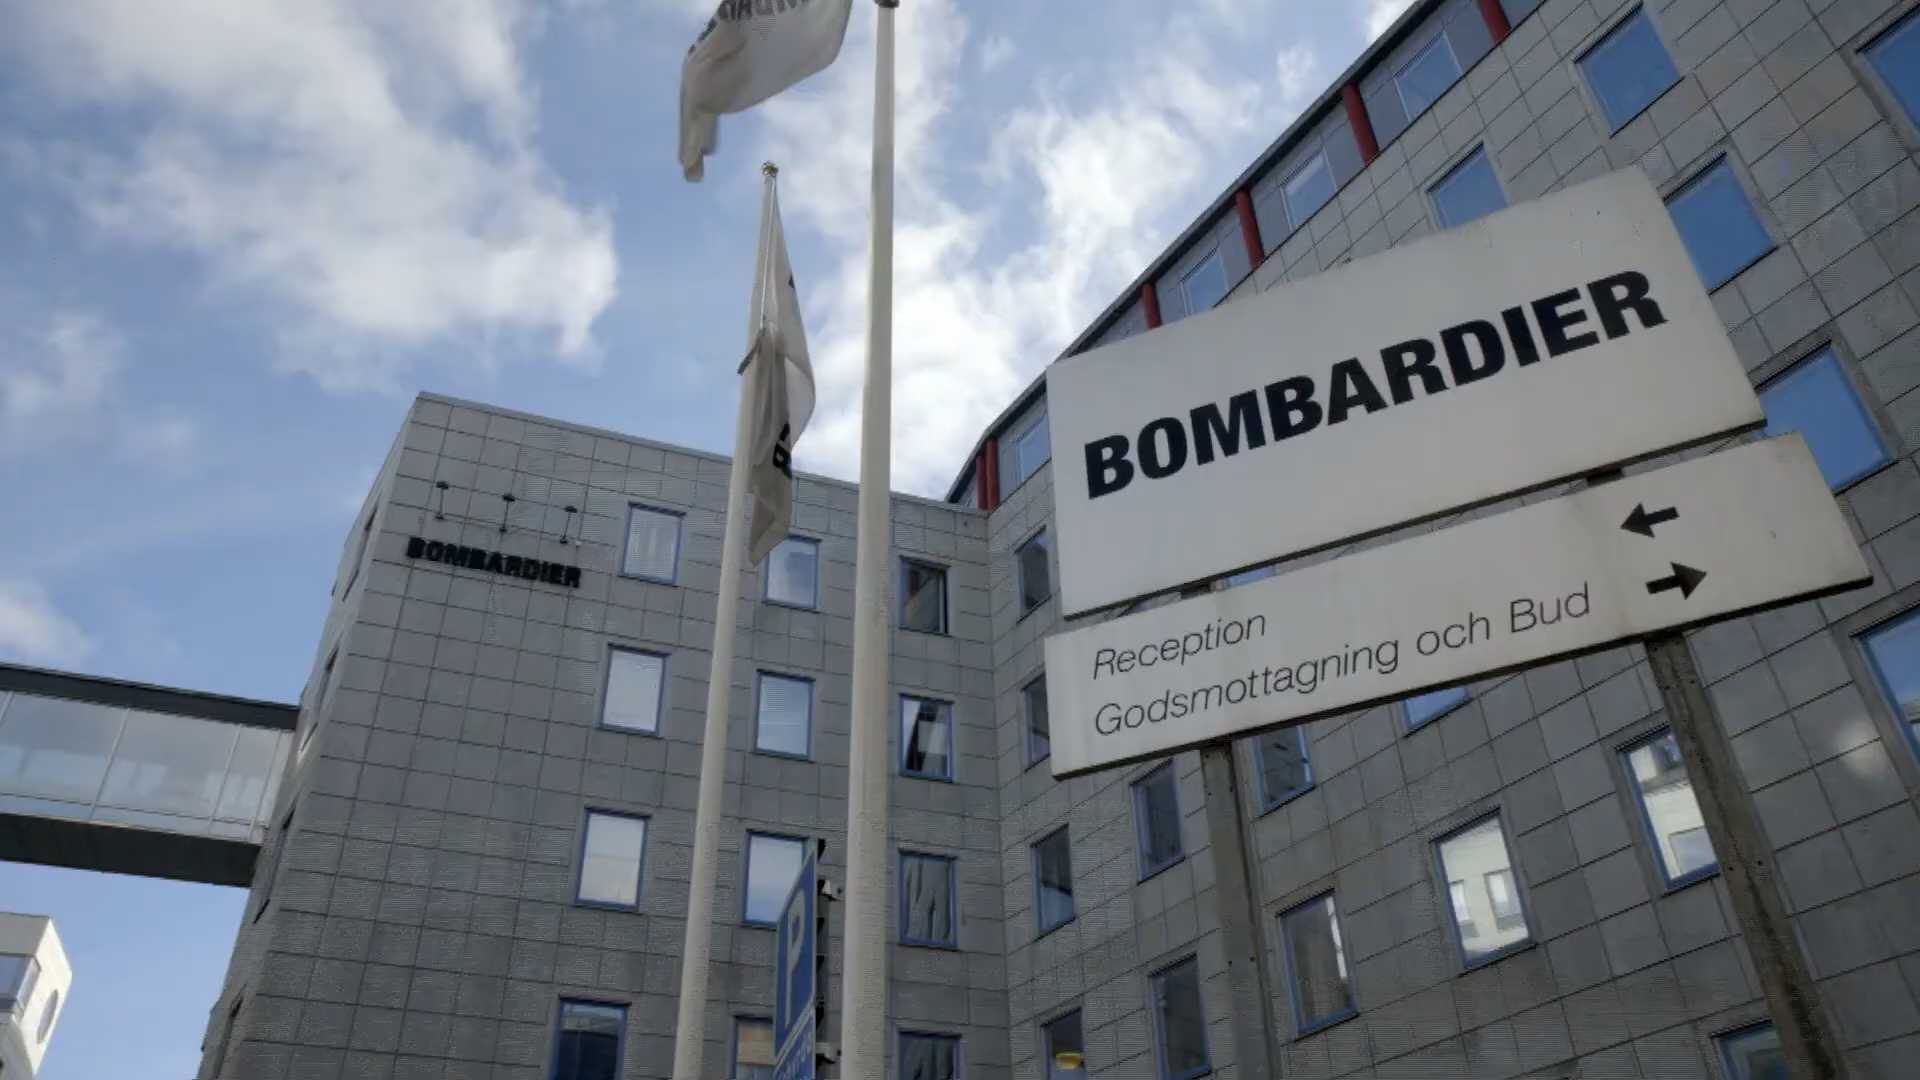 BOMBARDIER
BOMBARDIER
Reception
Godsmottagning och Bud
P